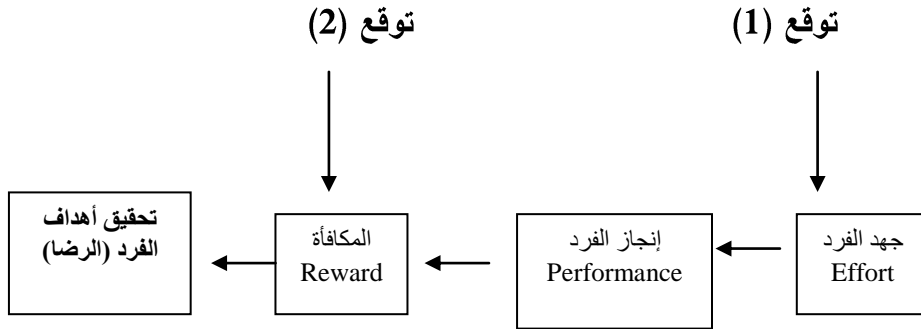 توقع (1)
توقع (2)
جهد الفرد
Effort
إنجاز الفرد
Performance
المكافأة
Reward
تحقيق أهداف
الفرد (الرضا)